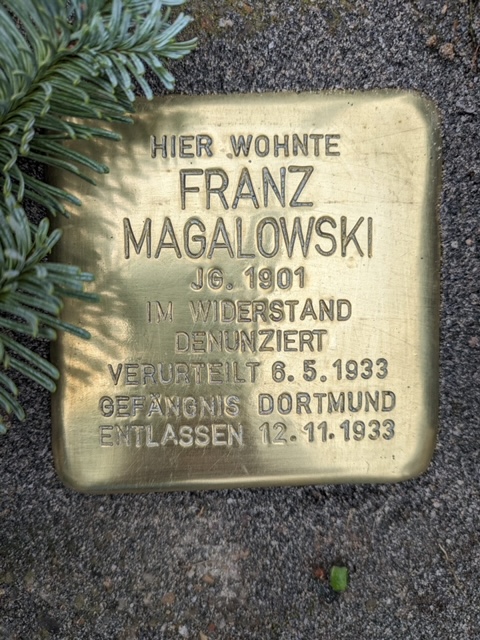 HIER WOHNTE
FRANZ
MAGALOWSKI
JG. 1901
IM WIDERSTAND
DENUNZIERT
VERURTEILT 6.5.1933
GEFÄNGNIS DORTMUND
ENTLASSEN 12.11.1933